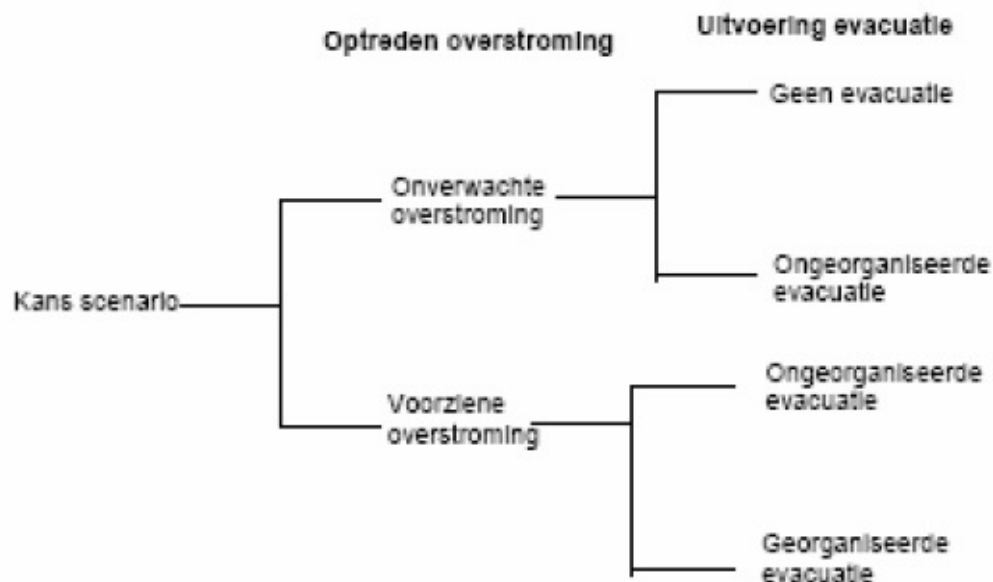 Optreden overstroming
Uitvoering evacuatie
Geen evacuatie
Onverwachte
overstroming
Ongeorganiseerde
evacuatie
Kans scenario
Ongeorganiseerde
evacuatie
Voorziene
overstroming
Georganiseerde
evacuatie